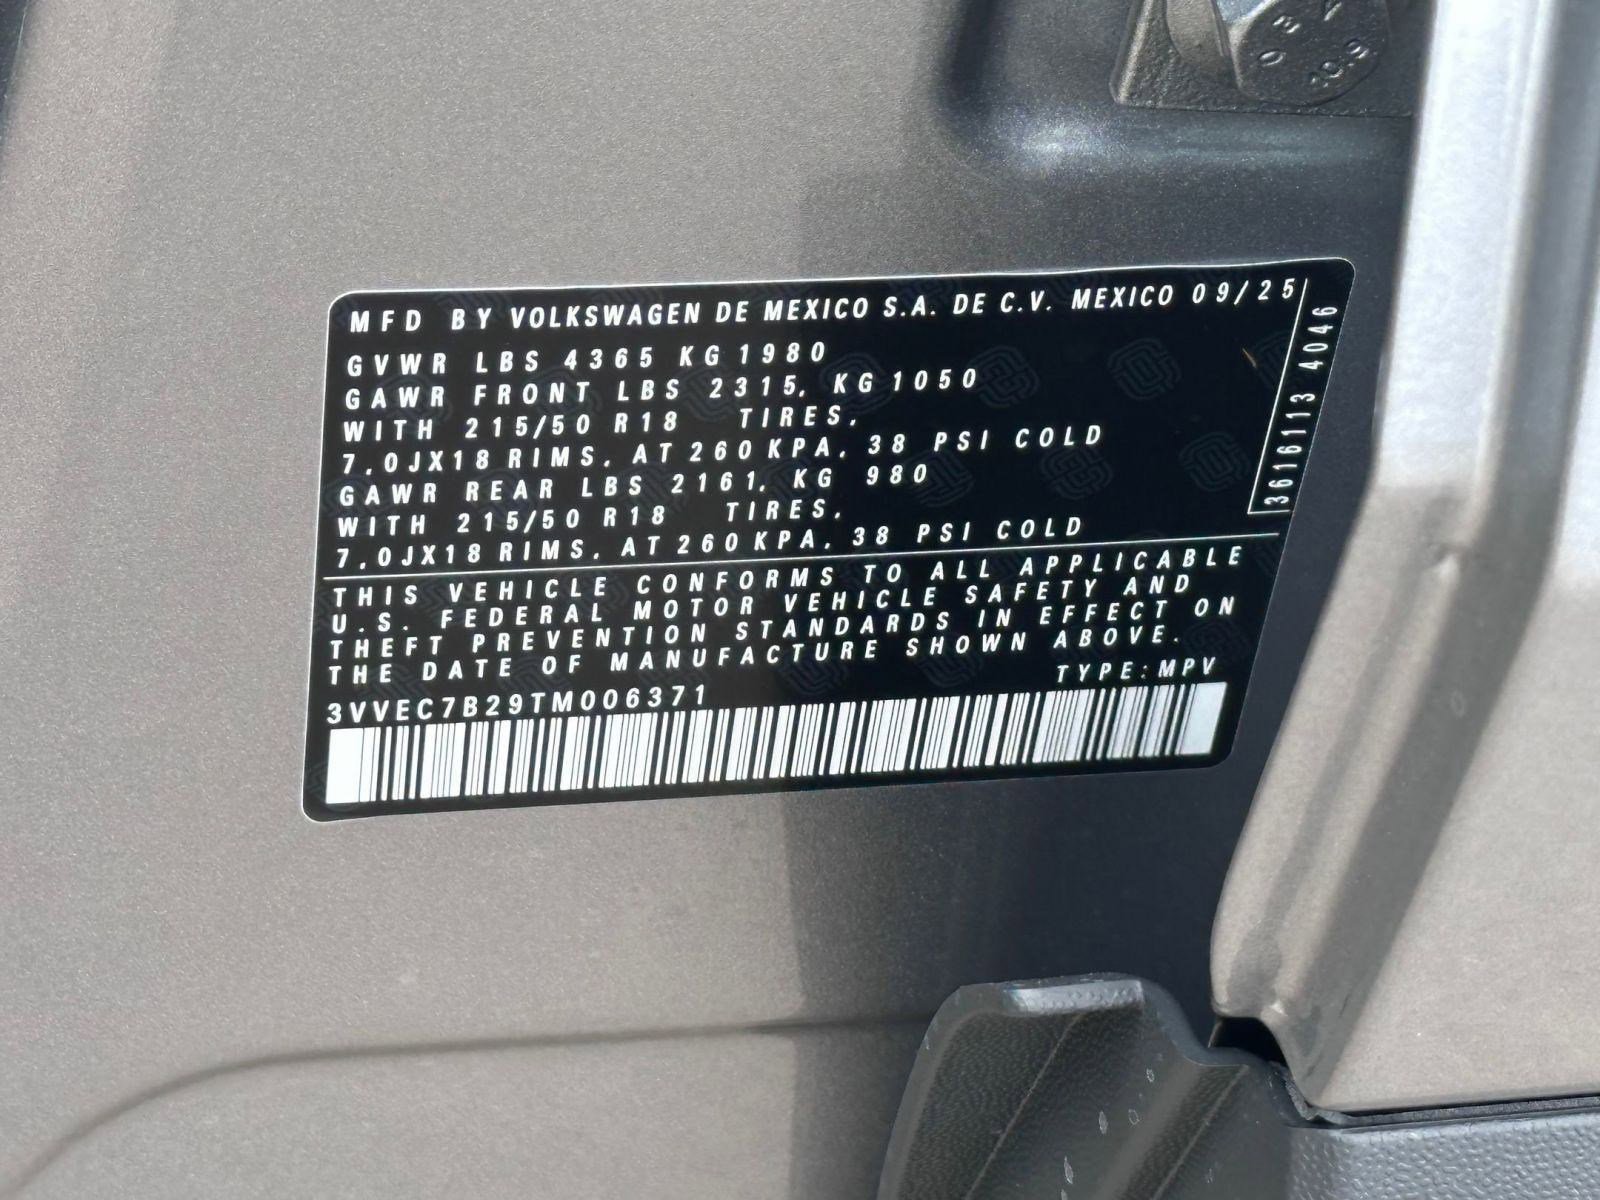 MFD BY VOLKSWAGEN DE MEXICO S.A. DE C.V. MEXICO 09/25
GVWR LBS 4365 KG 1980
GAWR FRONT LBS 2315, KG 1050
WITH 215/50 R18 TIRES,
7,0JX18 RIMS, AT 260 KPA, 38 PSI COLD
GAWR REAR LBS 2161, KG 980
WITH 215/50 R18 TIRES,
7,0JX18 RIMS, AT 260 KPA, 38 PSI COLD
THIS VEHICLE CONFORMS TO ALL APPLICABLE
U.S. FEDERAL MOTOR VEHICLE SAFETY AND
THEFT PREVENTION STANDARDS IN EFFECT ON
THE DATE OF MANUFACTURE SHOWN ABOVE.
TYPE: MPV
3VVEC7B29TM006371
3616113 4046
10.9